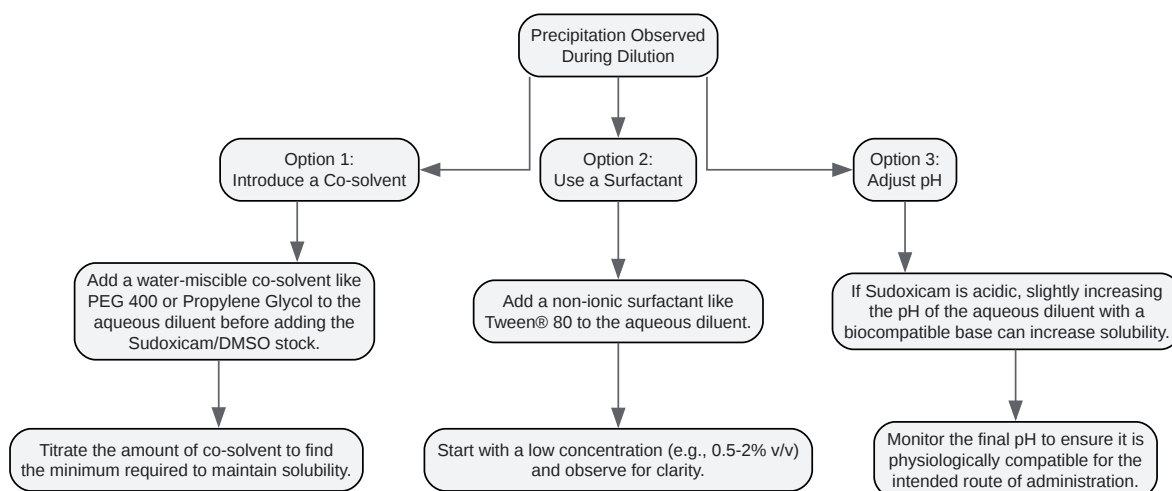 Precipitation Observed
During Dilution
Option 1:
Introduce a Co-solvent
Option 2:
Use a Surfactant
Option 3:
Adjust pH
Add a water-miscible co-solvent like
PEG 400 or Propylene Glycol to the
aqueous diluent before adding the
Sudoxicam/DMSO stock.
Add a non-ionic surfactant like
Tween® 80 to the aqueous diluent.
If Sudoxicam is acidic, slightly increasing
the pH of the aqueous diluent with a
biocompatible base can increase solubility.
Titrate the amount of co-solvent to find
the minimum required to maintain solubility.
Start with a low concentration (e.g., 0.5-2% v/v)
and observe for clarity.
Monitor the final pH to ensure it is
physiologically compatible for the
intended route of administration.